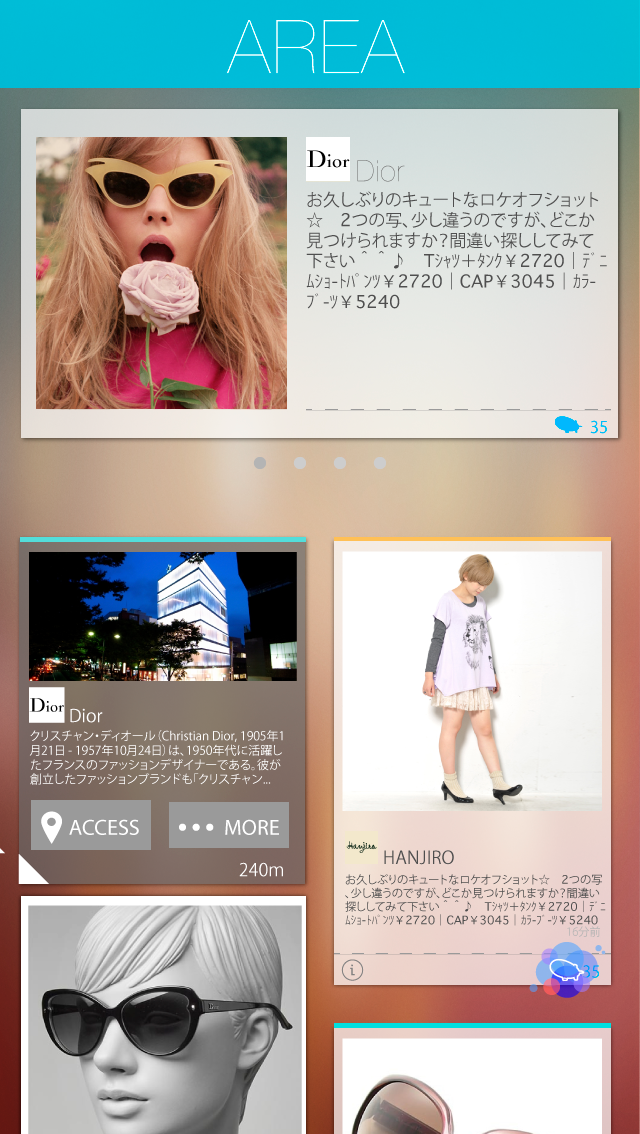 AREA
Dior Dior
お久しぶりのキュートなロケオフショット
☆　2つの写、少し違うのですが、どこか
見つけられますか？間違い探ししてみて
下さい＾＾♪　Tｼｬﾂ＋ﾀﾝｸ￥2720｜ﾃﾞﾆ
ﾑｼｮｰﾄﾊﾟﾝﾂ￥2720｜CAP￥3045｜ｶﾗｰ
ﾌﾞｰﾂ￥5240
35
Dior Dior
クリスチャン・ディオール（Christian Dior, 1905年1
月21日 - 1957年10月24日）は、1950年代に活躍し
たフランスのファッションデザイナーである。彼が
創立したファッションブランドも「クリスチャン...
ACCESS
MORE
240m
Hanjiro HANJIRO
お久しぶりのキュートなロケオフショット☆　2つの写
、少し違うのですが、どこか見つけられますか？間違い
探ししてみて下さい＾＾♪　Tｼｬﾂ＋ﾀﾝｸ￥2720｜ﾃﾞﾆ
ﾑｼｮｰﾄﾊﾟﾝﾂ￥2720｜CAP￥3045｜ｶﾗｰﾌﾞｰﾂ￥5240
16分前
i
35
Dior